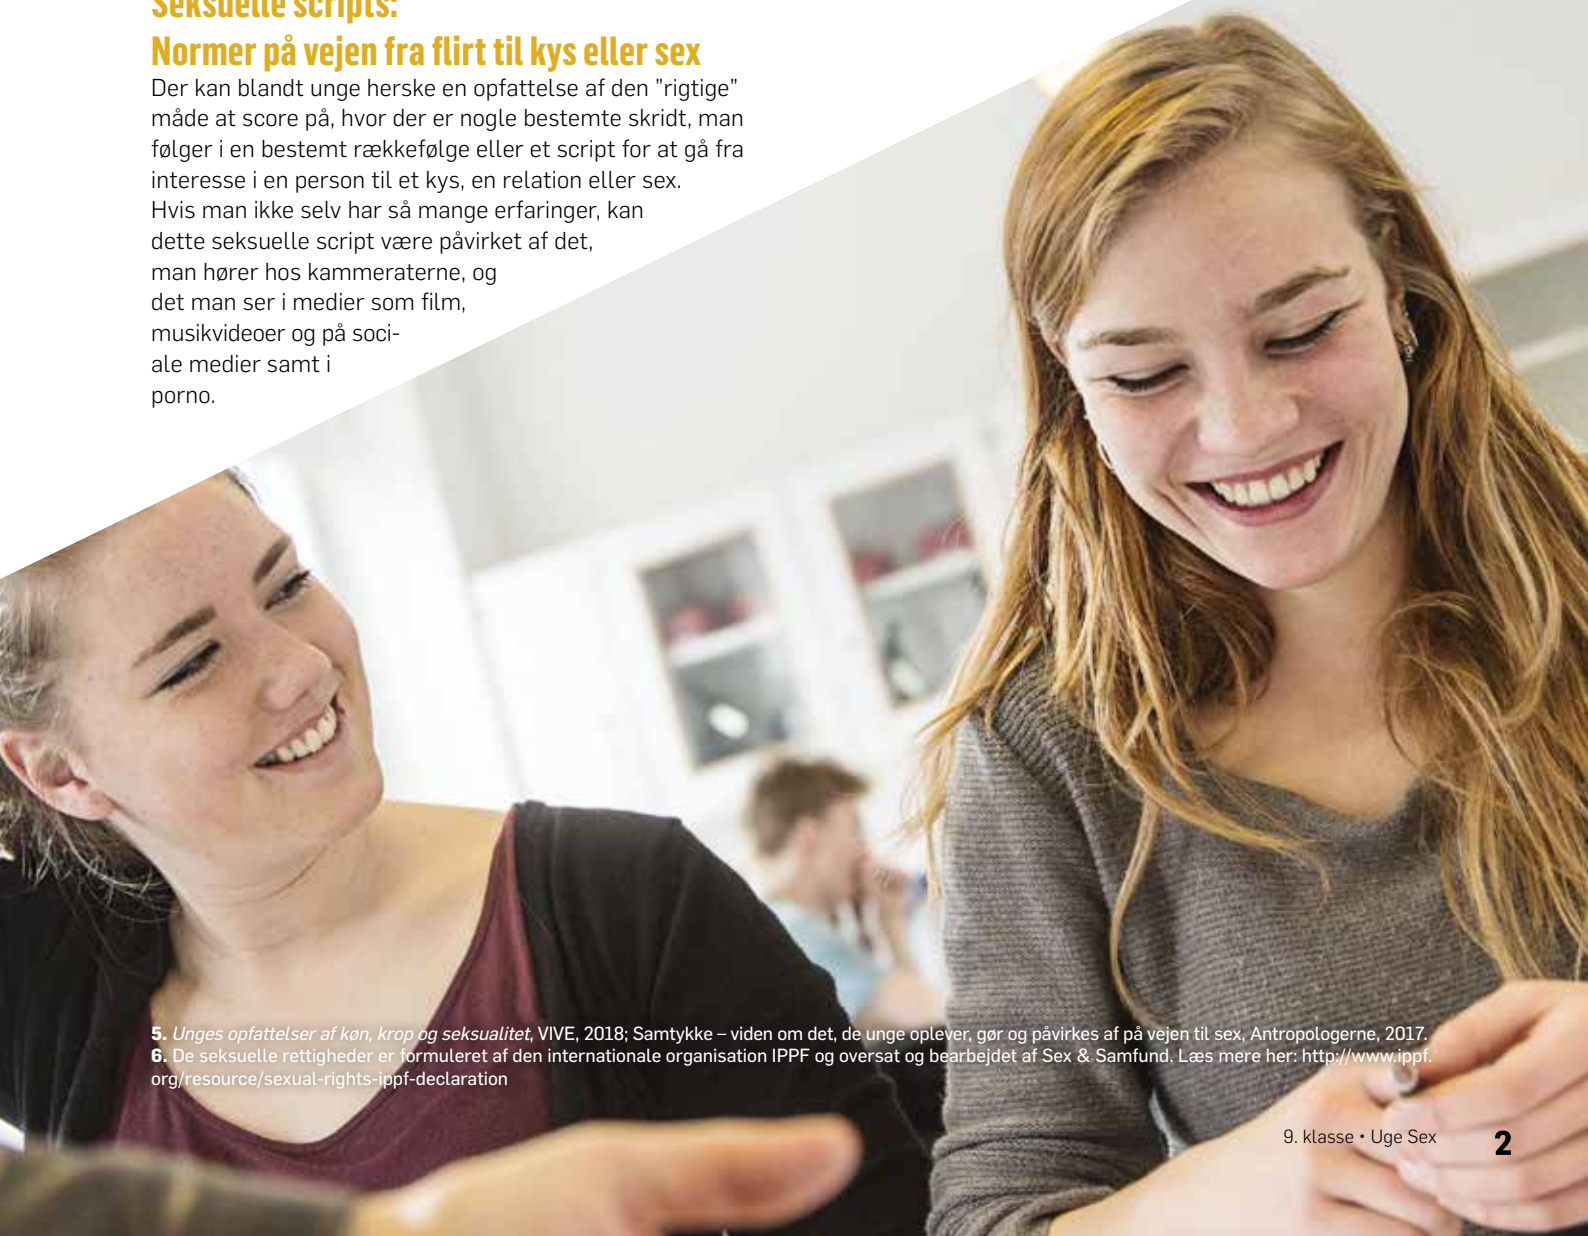 Seksuelle scripts:
Normer på vejen fra flirt til kys eller sex
Der kan blandt unge herske en opfattelse af den ”rigtige”
måde at score på, hvor der er nogle bestemte skridt, man
følger i en bestemt rækkefølge eller et script for at gå fra
interesse i en person til et kys, en relation eller sex.
Hvis man ikke selv har så mange erfaringer, kan
dette seksuelle script være påvirket af det,
man hører hos kammeraterne, og
det man ser i medier som film,
musikvideoer og på soci-
ale medier samt i
porno.
5. Unges opfattelser af køn, krop og seksualitet, VIVE, 2018; Samtykke – viden om det, de unge oplever, gør og påvirkes af på vejen til sex, Antropologerne, 2017.
6. De seksuelle rettigheder er formuleret af den internationale organisation IPPF og oversat og bearbejdet af Sex & Samfund. Læs mere her: http://www.ippf.
org/resource/sexual-rights-ippf-declaration
9. klasse • Uge Sex 2